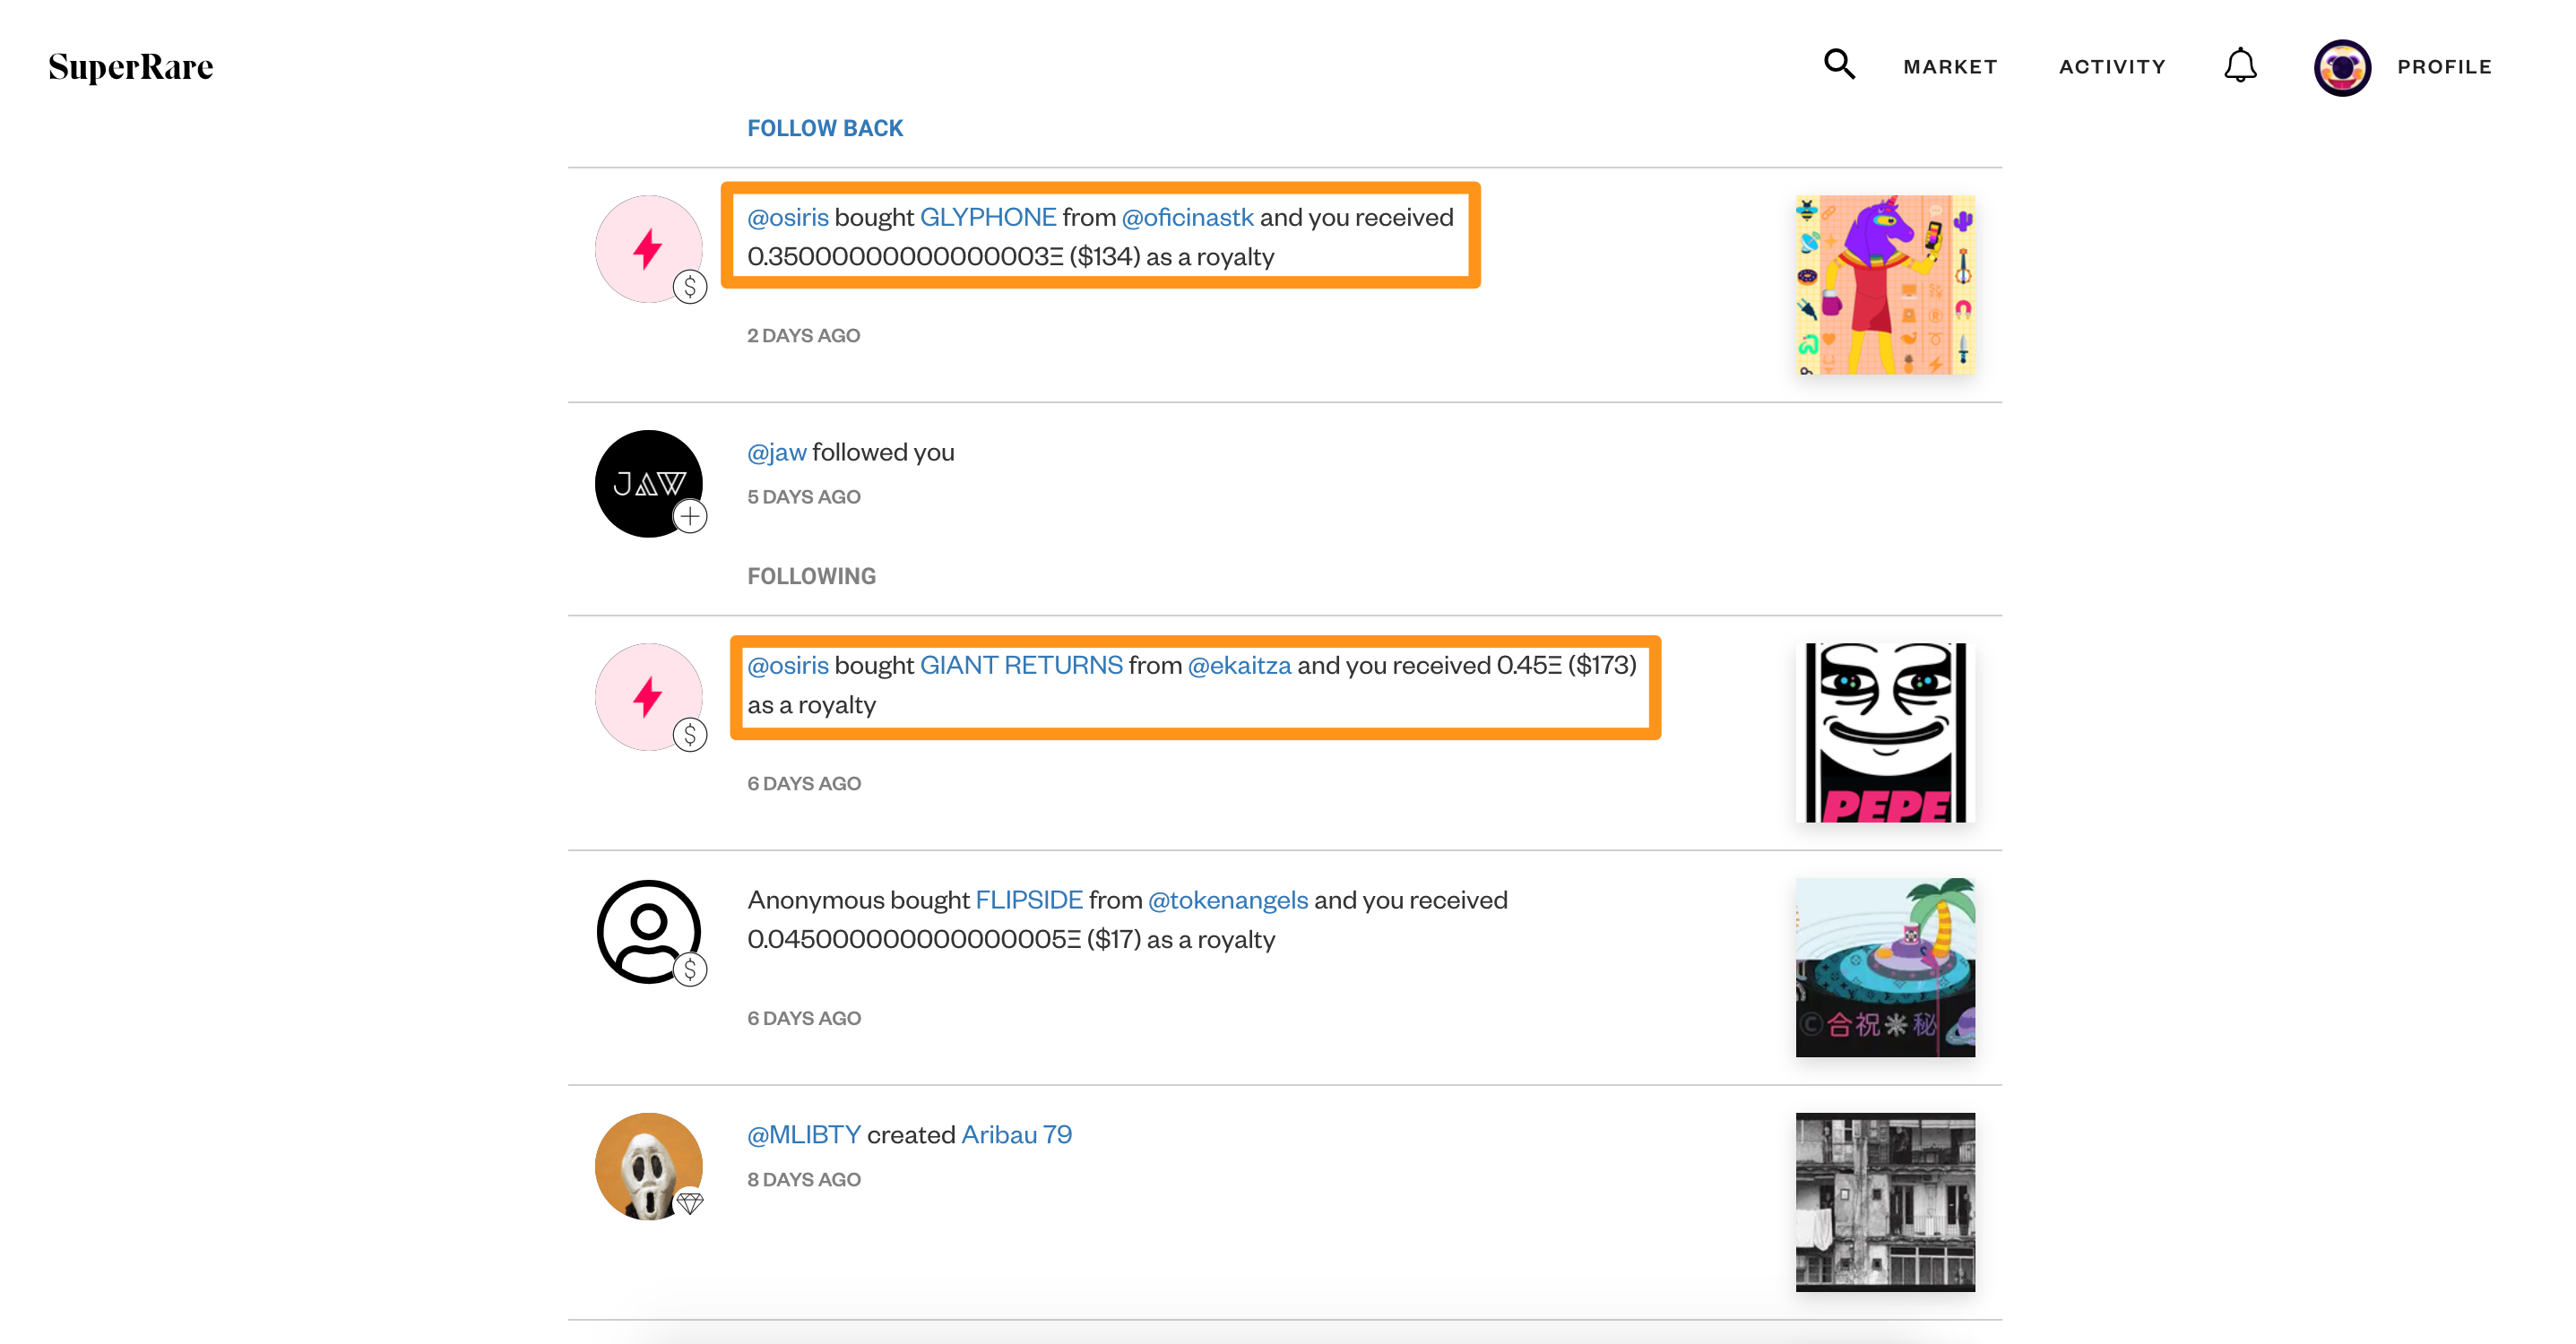 SuperRare
MARKET
ACTIVITY
PROFILE
FOLLOW BACK
@osiris bought GLYPHONE from @oficinastk and you received
0.35000000000000003Ξ ($134) as a royalty
2 DAYS AGO
JAW
@jaw followed you
5 DAYS AGO
FOLLOWING
@osiris bought GIANT RETURNS from @ekaitza and you received 0.45Ξ ($173)
as a royalty
6 DAYS AGO
PEPE
Anonymous bought FLIPSIDE from @tokenangels and you received
0.045000000000000005Ξ ($17) as a royalty
6 DAYS AGO
©合祝❋秘
@MLIBTY created Aribau 79
8 DAYS AGO